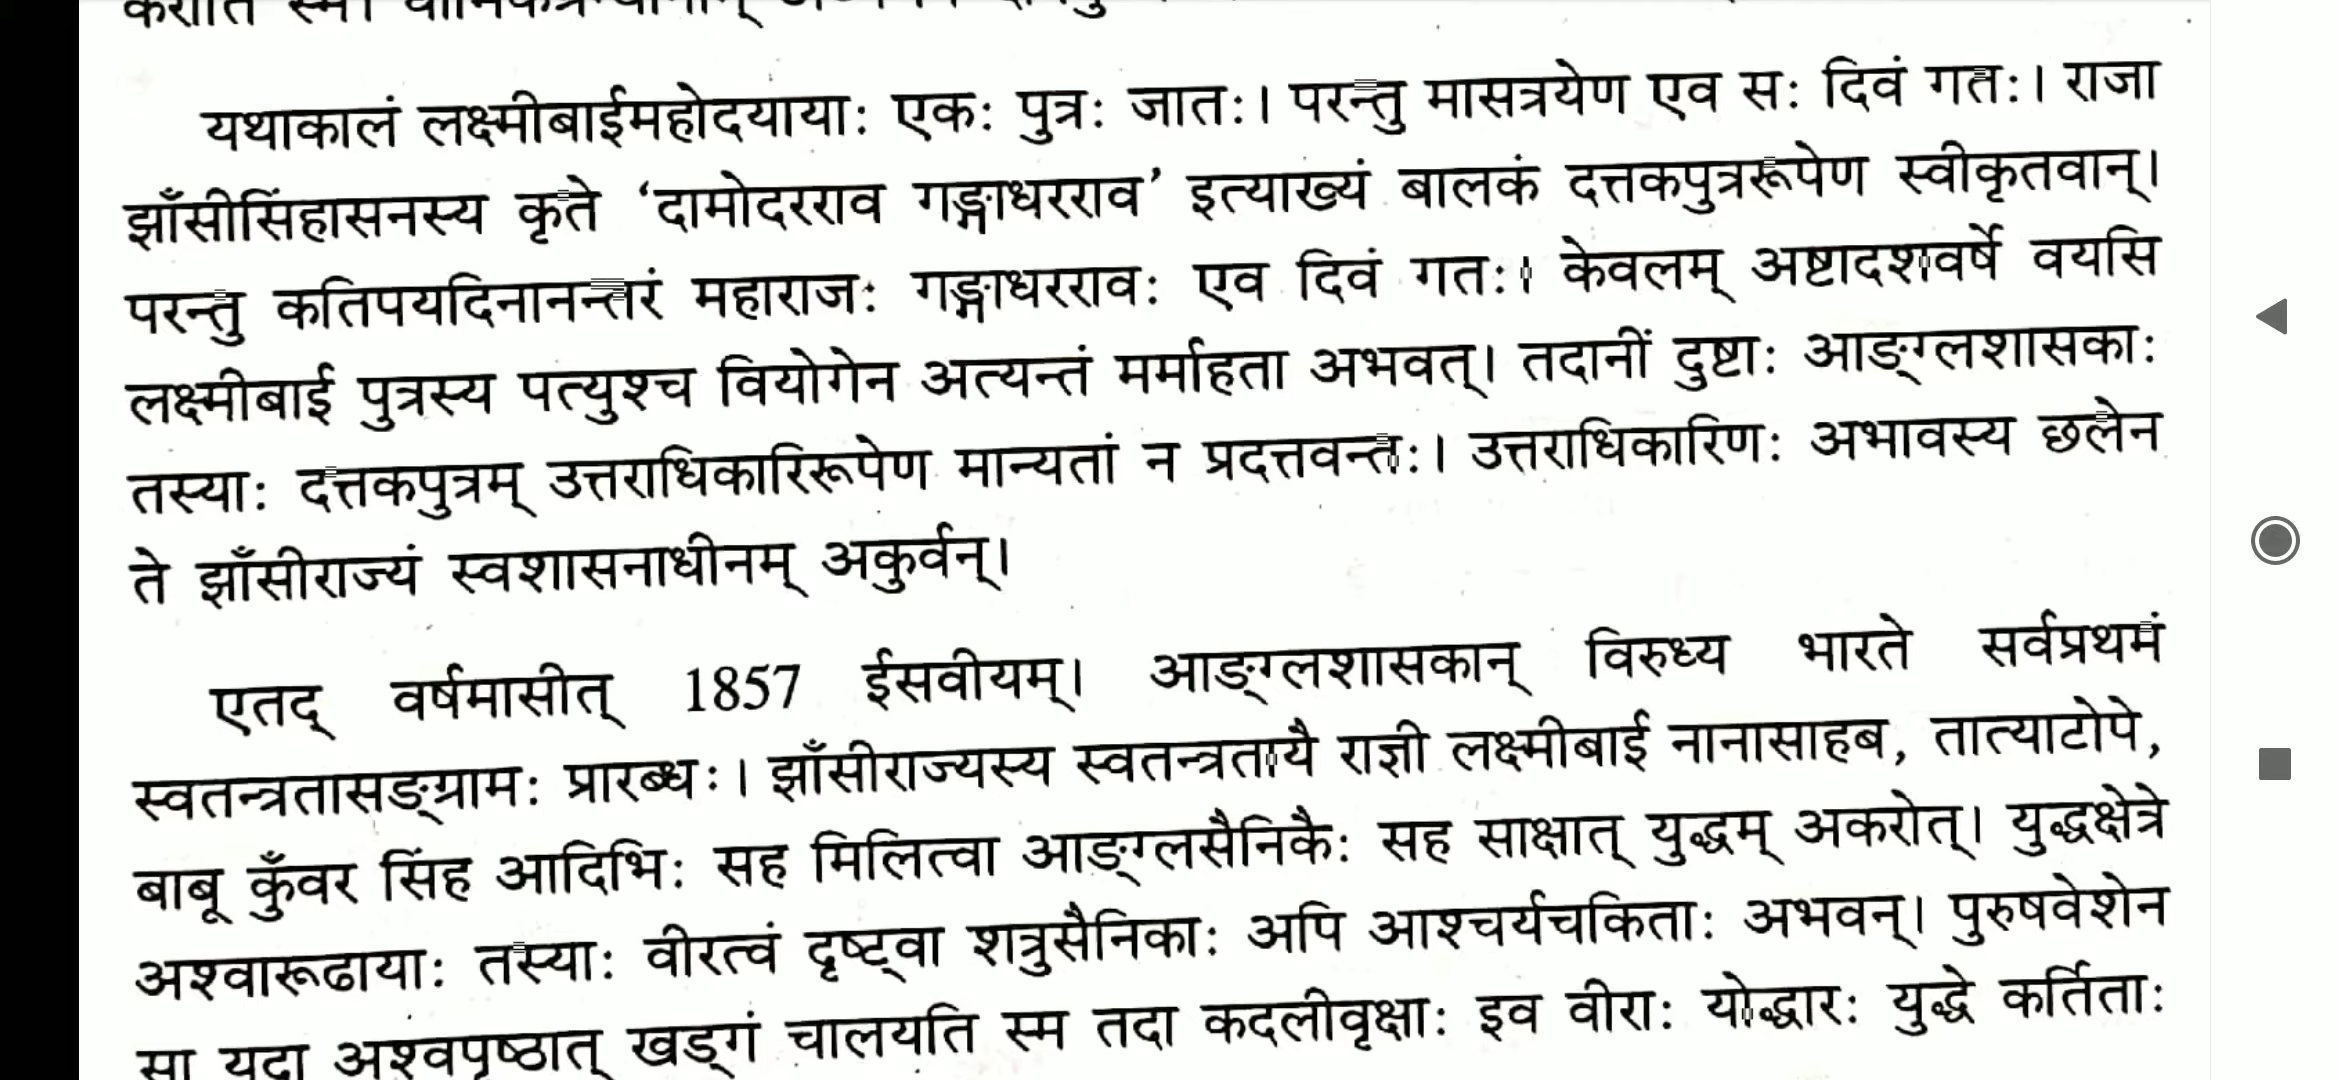 करोति स्म।
यथाकालं लक्ष्मीबाईमहोदयायाः एकः पुत्रः जातः। परन्तु मासत्रयेण एव सः दिवं गतः। राजा
झाँसीसिंहासनस्य कृते ‘दामोदरराव गङ्गाधरराव’ इत्याख्यं बालकं दत्तकपुत्ररूपेण स्वीकृतवान्।
परन्तु कतिपयदिनानन्तरं महाराजः गङ्गाधररावः एव दिवं गतः। केवलम् अष्टादशवर्षे वयसि
लक्ष्मीबाई पुत्रस्य पत्युश्च वियोगेन अत्यन्तं मर्माहता अभवत्। तदानीं दुष्टाः आङ्ग्लशासकाः
तस्याः दत्तकपुत्रम् उत्तराधिकारिरूपेण मान्यतां न प्रदत्तवन्तः। उत्तराधिकारिणः अभावस्य छलेन
ते झाँसीराज्यं स्वशासनाधीनम् अकुर्वन्।
एतद् वर्षमासीत् 1857 ईसवीयम्। आङ्ग्लशासकान् विरुध्य भारते सर्वप्रथमं
स्वतन्त्रतासङ्ग्रामः प्रारब्धः। झाँसीराज्यस्य स्वतन्त्रतायै राज्ञी लक्ष्मीबाई नानासाहब, तात्याटोपे,
बाबू कुँवर सिंह आदिभिः सह मिलित्वा आङ्ग्लसैनिकैः सह साक्षात् युद्धम् अकरोत्। युद्धक्षेत्रे
अश्वारूढायाः तस्याः वीरत्वं दृष्ट्वा शत्रुसैनिकाः अपि आश्चर्यचकिताः अभवन्। पुरुषवेशेन
सा यदा अश्वपृष्ठात् खड्गं चालयति स्म तदा कदलीवृक्षाः इव वीराः योद्धारः युद्धे कर्तिताः